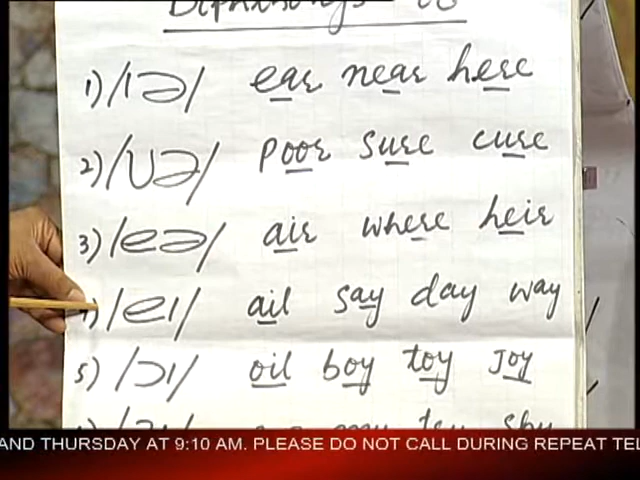 Diphthongs 08
1) /ɪə/ ear near here
2) /ʊə/ poor sure cure
3) /eə/ air where heir
/eɪ/ ail say day way
5) /ɔɪ/ oil boy toy joy
AND THURSDAY AT 9:10 AM. PLEASE DO NOT CALL DURING REPEAT TEL